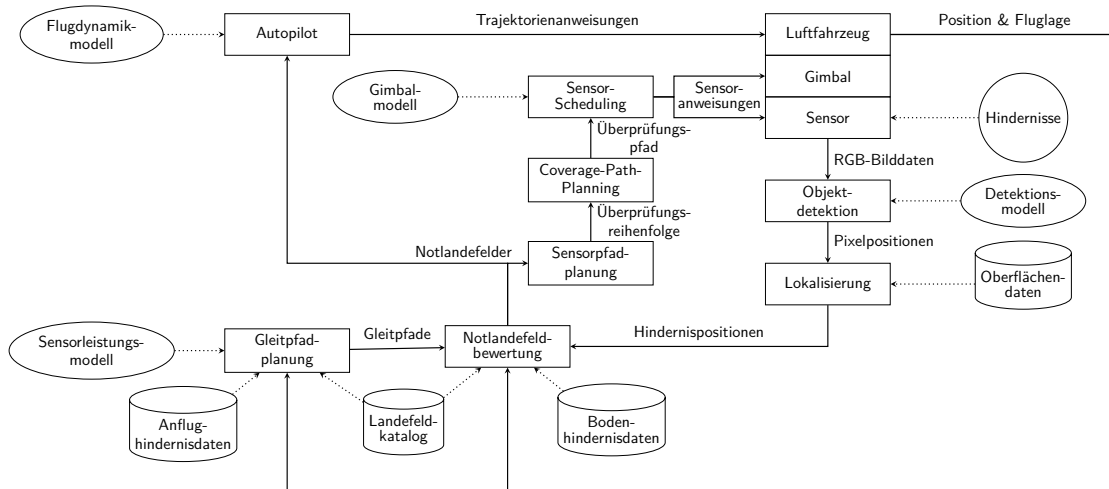 Flugdynamik-
modell
Autopilot
Trajektorienanweisungen
Luftfahrzeug
Position & Fluglage
Gimbal-
modell
Sensor-
Scheduling
Sensor-
anweisungen
Gimbal
Sensor
Hindernisse
Überprüfungs-
pfad
RGB-Bilddaten
Coverage-Path-
Planning
Objekt-
detektion
Detektions-
modell
Überprüfungs-
reihenfolge
Pixelpositionen
Notlandefelder
Sensorpfad-
planung
Lokalisierung
Oberflächen-
daten
Sensorleistungs-
modell
Gleitpfad-
planung
Gleitpfade
Notlandefeld-
bewertung
Hindernispositionen
Anflug-
hindernisdaten
Landefeld-
katalog
Boden-
hindernisdaten